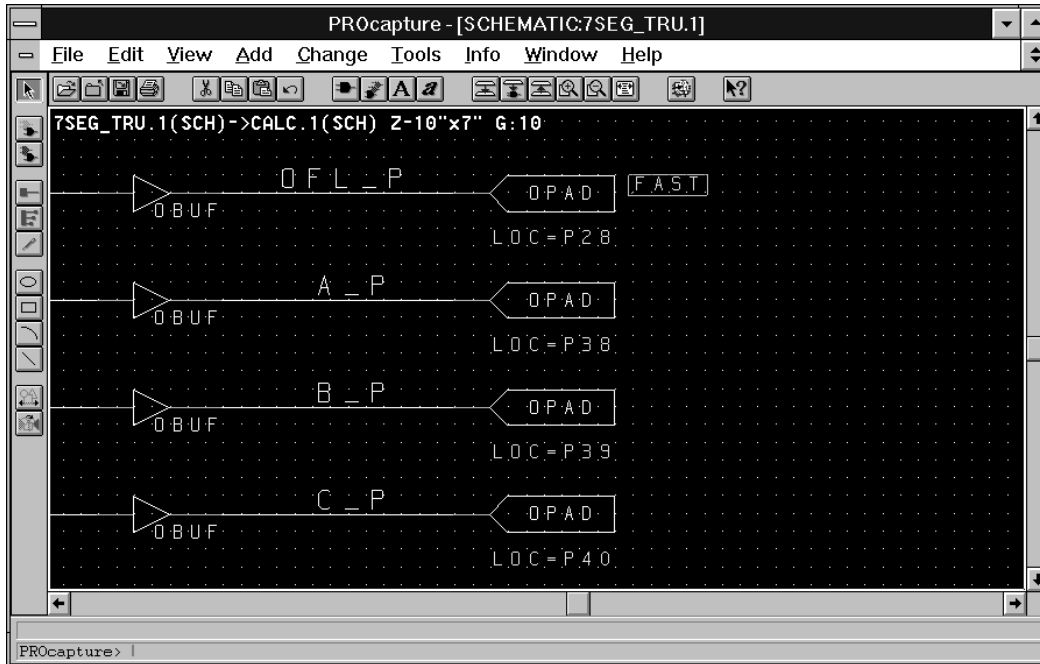 PROcapture - [SCHEMATIC:7SEG_TRU.1]
File Edit View Add Change Tools Info Window Help
A a
7SEG_TRU.1(SCH)->CALC.1(SCH) Z-10"x7" G:10
OFL_P
OPAD
FAST
OBUF
LOC=P28
A_P
OPAD
OBUF
LOC=P38
B_P
OPAD
OBUF
LOC=P39
C_P
OPAD
OBUF
LOC=P40
PROcapture>